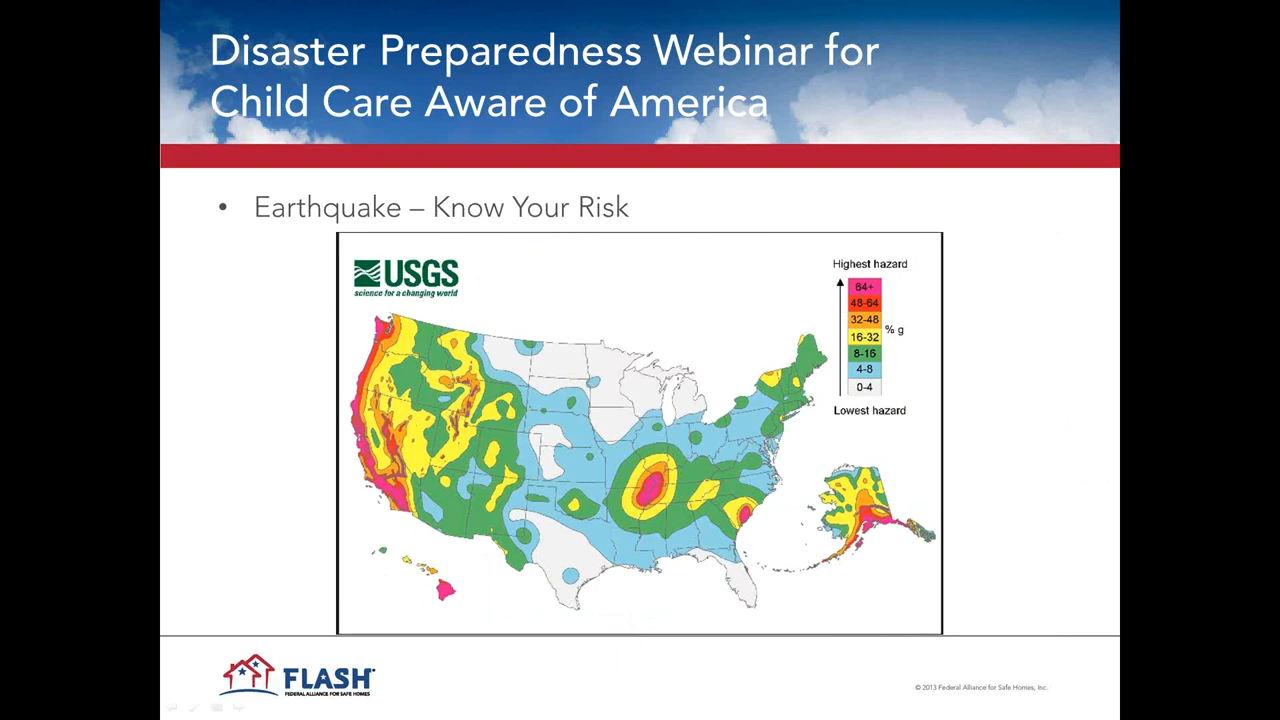 Disaster Preparedness Webinar for
Child Care Aware of America
• Earthquake – Know Your Risk
USGS
science for a changing world
Highest hazard
64+
48-64
32-48
16-32
8-16
4-8
0-4
% g
Lowest hazard
FLASH
FEDERAL ALLIANCE FOR SAFE HOMES
© 2013 Federal Alliance for Safe Homes, Inc.